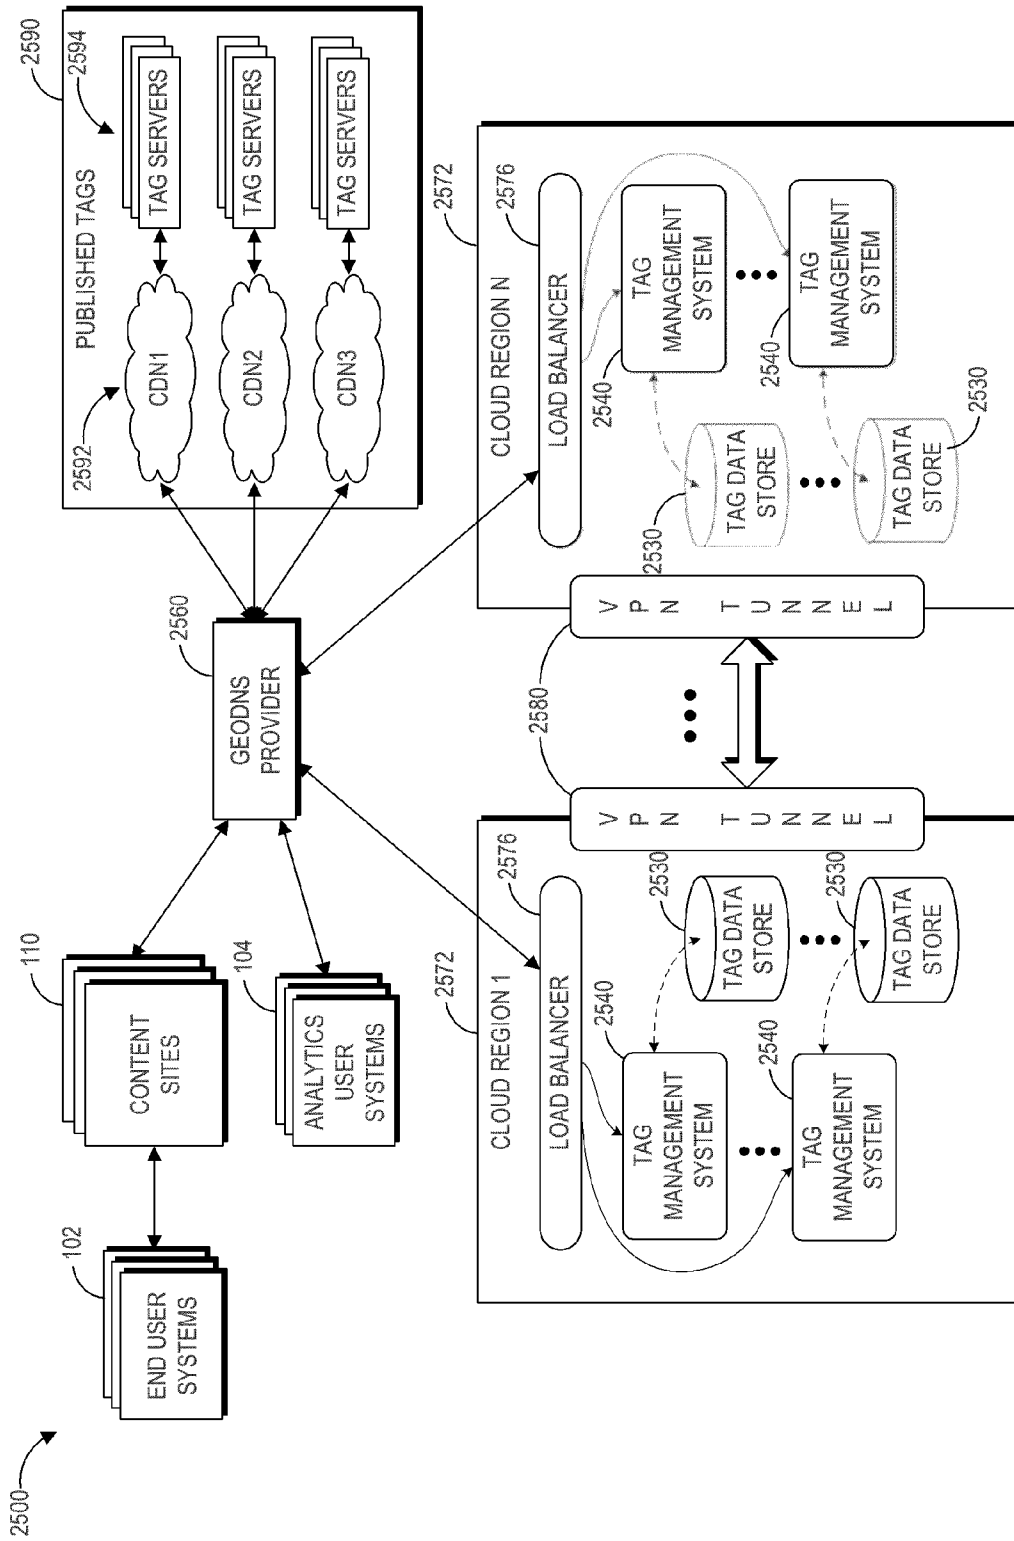 2500
102
END USER
SYSTEMS
110
CONTENT
SITES
104
ANALYTICS
USER
SYSTEMS
2560
GEODNS
PROVIDER
2590
PUBLISHED TAGS
2592
2594
CDN1
TAG SERVERS
CDN2
TAG SERVERS
CDN3
TAG SERVERS
2572
CLOUD REGION 1
2576
LOAD BALANCER
2540
TAG
MANAGEMENT
SYSTEM
2530
TAG DATA
STORE
2540
TAG
MANAGEMENT
SYSTEM
2530
TAG DATA
STORE
VPN TUNNEL
2580
VPN TUNNEL
2572
CLOUD REGION N
2576
LOAD BALANCER
2530
TAG DATA
STORE
2540
TAG
MANAGEMENT
SYSTEM
2530
TAG DATA
STORE
2540
TAG
MANAGEMENT
SYSTEM